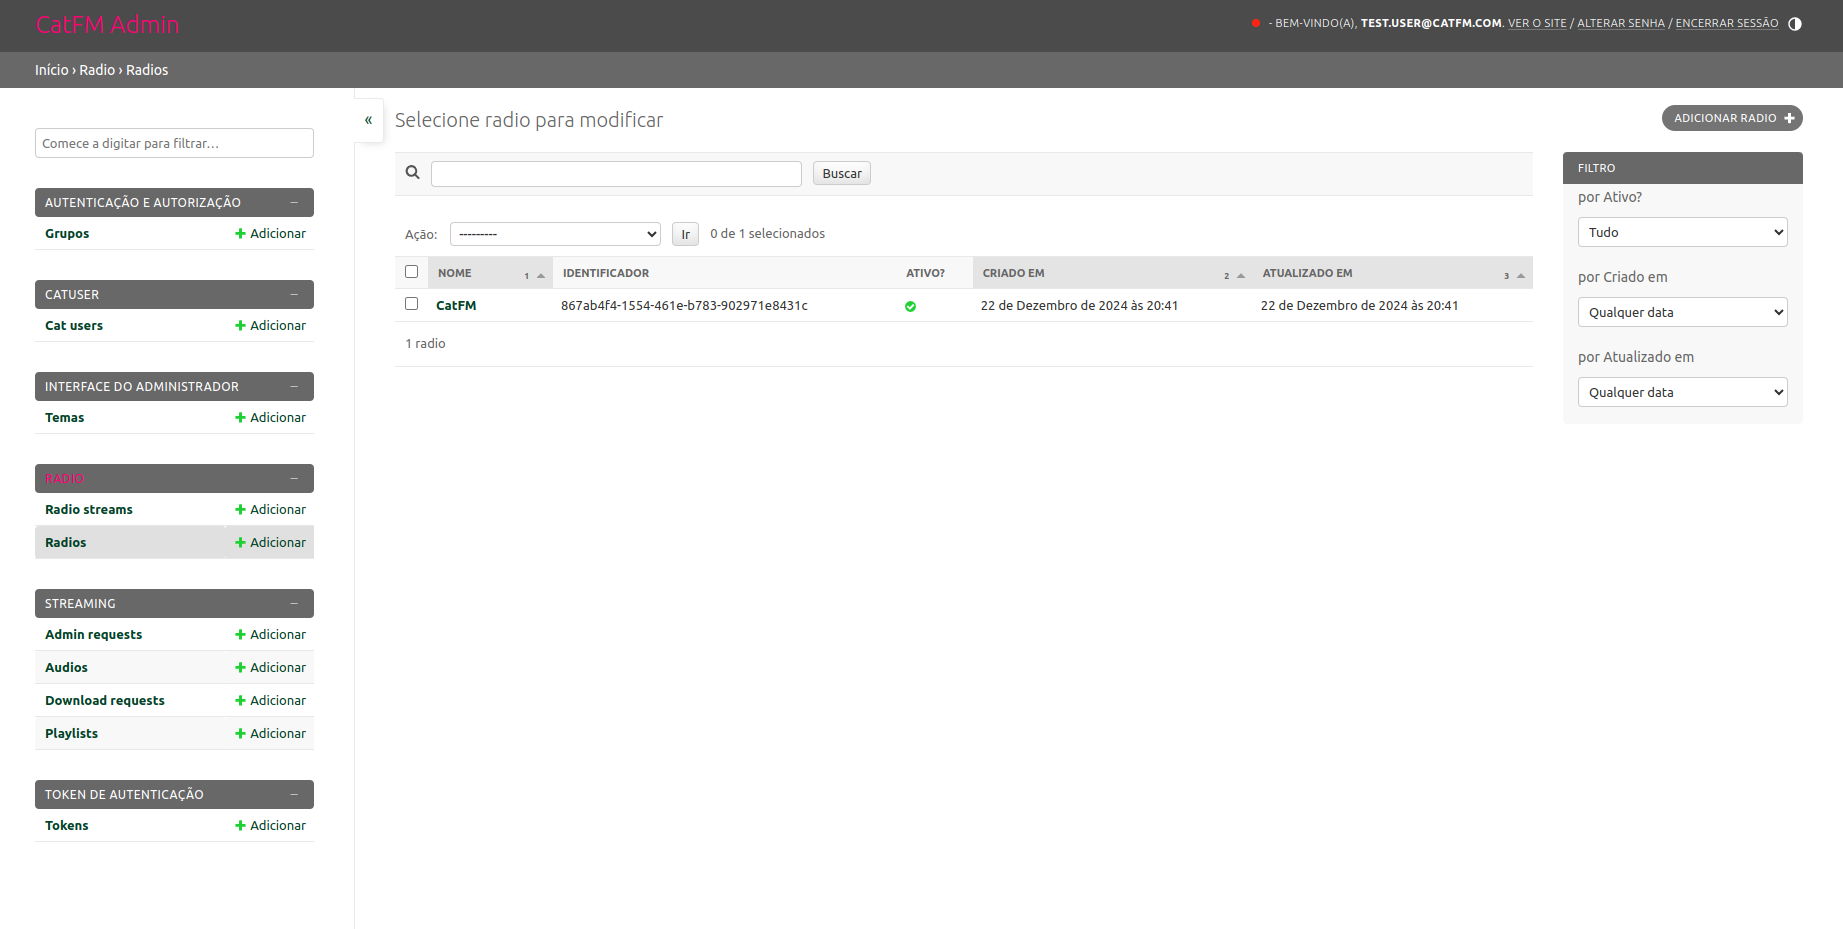 CatFM Admin
- BEM-VINDO(A), TEST.USER@CATFM.COM. VER O SITE / ALTERAR SENHA / ENCERRAR SESSÃO
Início › Radio › Radios
Comece a digitar para filtrar…
AUTENTICAÇÃO E AUTORIZAÇÃO –
Grupos Adicionar
CATUSER –
Cat users Adicionar
INTERFACE DO ADMINISTRADOR –
Temas Adicionar
RADIO –
Radio streams Adicionar
Radios Adicionar
STREAMING –
Admin requests Adicionar
Audios Adicionar
Download requests Adicionar
Playlists Adicionar
TOKEN DE AUTENTICAÇÃO –
Tokens Adicionar
«
Selecione radio para modificar
ADICIONAR RADIO
Buscar
Ação: --------- Ir 0 de 1 selecionados
NOME 1 IDENTIFICADOR ATIVO? CRIADO EM 2 ATUALIZADO EM 3
CatFM 867ab4f4-1554-461e-b783-902971e8431c 22 de Dezembro de 2024 às 20:41 22 de Dezembro de 2024 às 20:41
1 radio
FILTRO
por Ativo?
Tudo
por Criado em
Qualquer data
por Atualizado em
Qualquer data